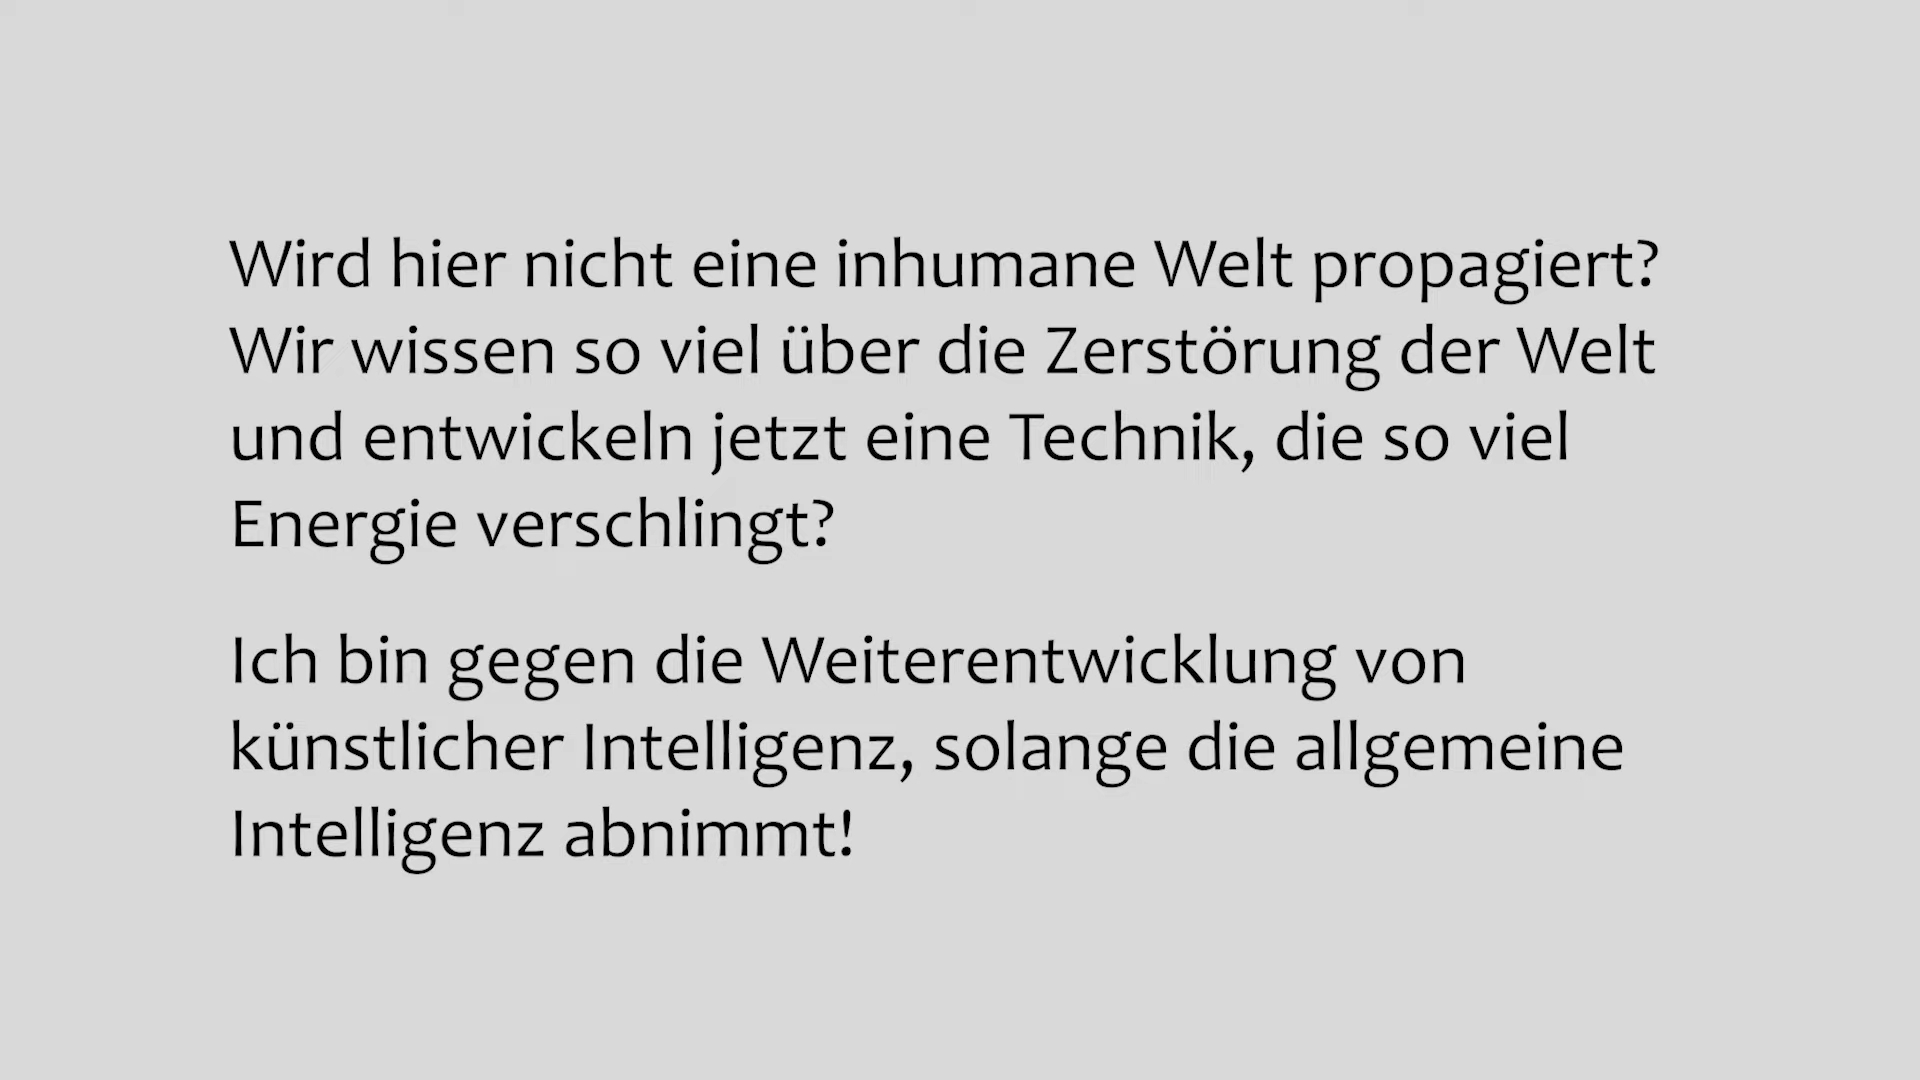 Wird hier nicht eine inhumane Welt propagiert?
Wir wissen so viel über die Zerstörung der Welt
und entwickeln jetzt eine Technik, die so viel
Energie verschlingt?
Ich bin gegen die Weiterentwicklung von
künstlicher Intelligenz, solange die allgemeine
Intelligenz abnimmt!